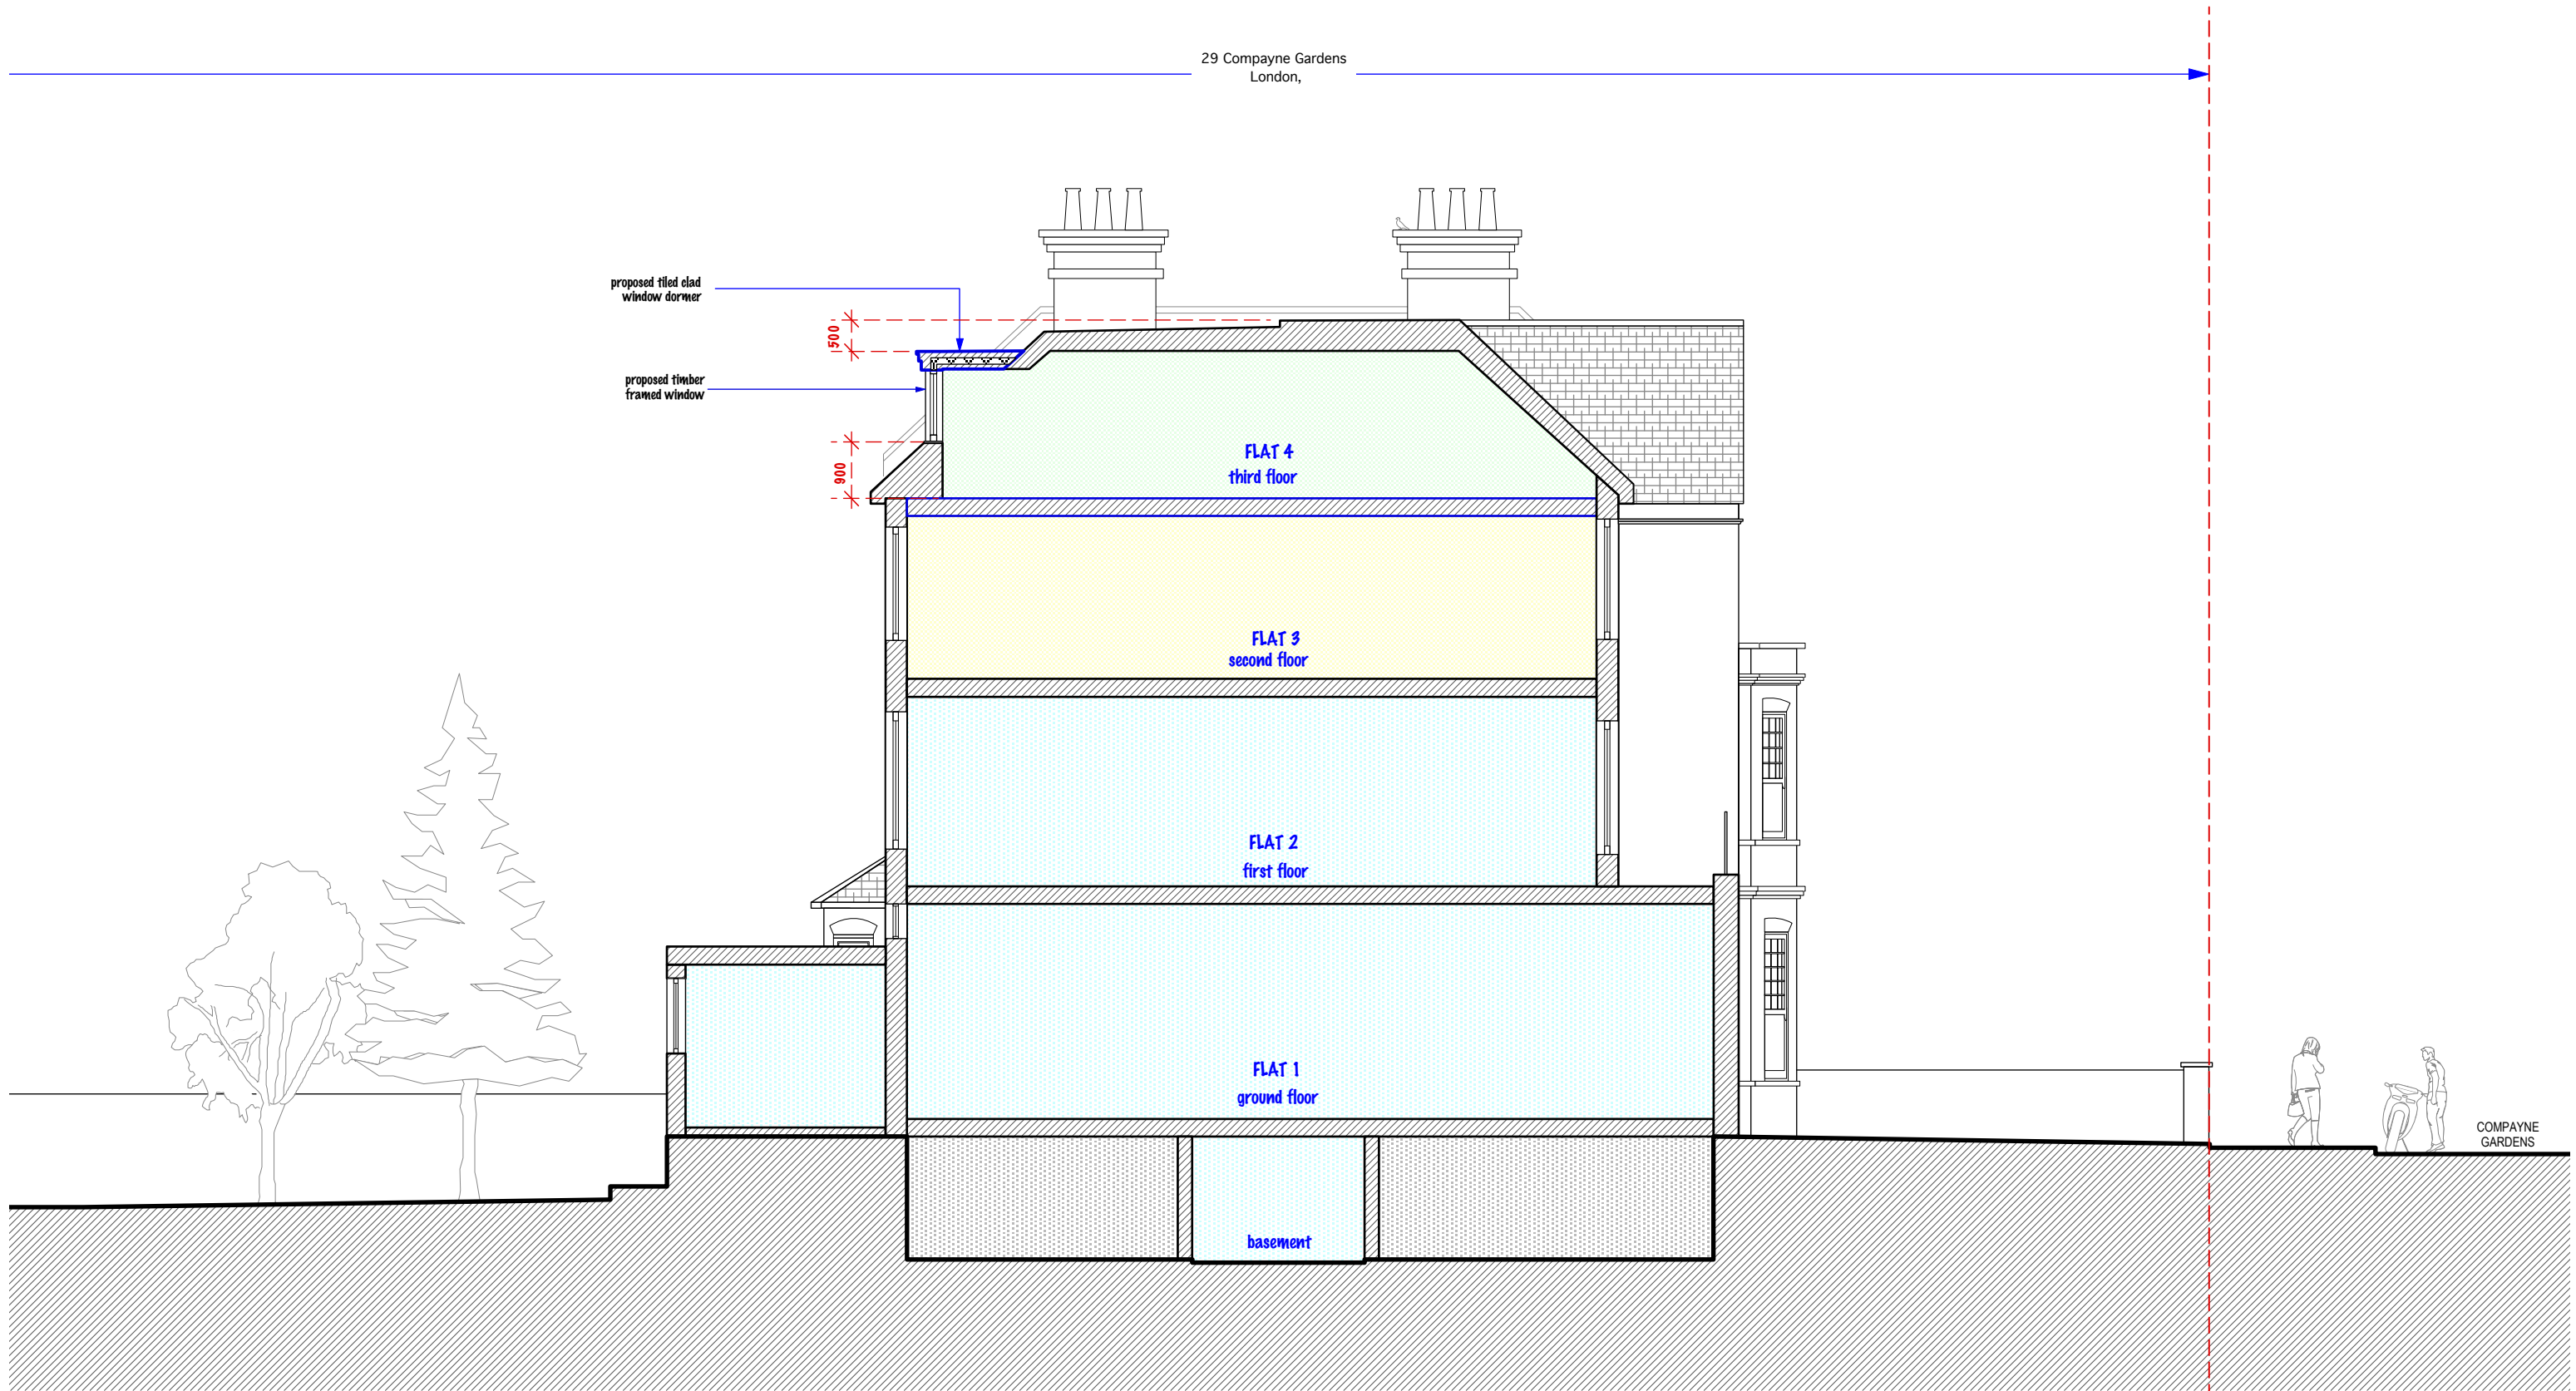 29 Compayne Gardens
London,
proposed tiled clad
window dormer
500
proposed timber
framed window
900
FLAT 4
third floor
FLAT 3
second floor
FLAT 2
first floor
FLAT 1
ground floor
COMPAYNE
GARDENS
basement